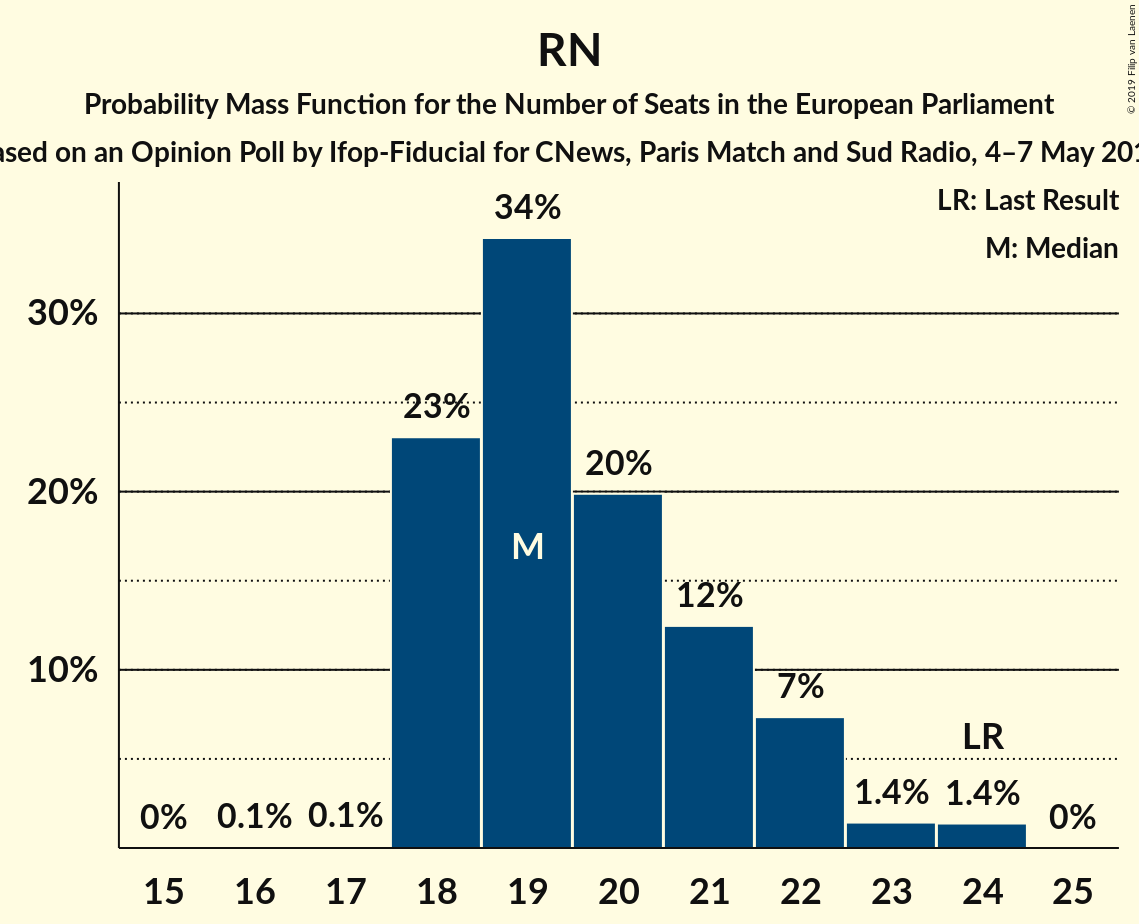 RN
Probability Mass Function for the Number of Seats in the European Parliament
on an Opinion Poll by Ifop-Fiducial for CNews, Paris Match and Sud Radio, 4–7 May
© 2019 Filip van Laenen
LR: Last Result
M: Median
34%
30%
23%
20%
20%
M
12%
10%
7%
LR
0%
0.1%
0.1%
1.4%
1.4%
0%
15 16 17 18 19 20 21 22 23 24 25